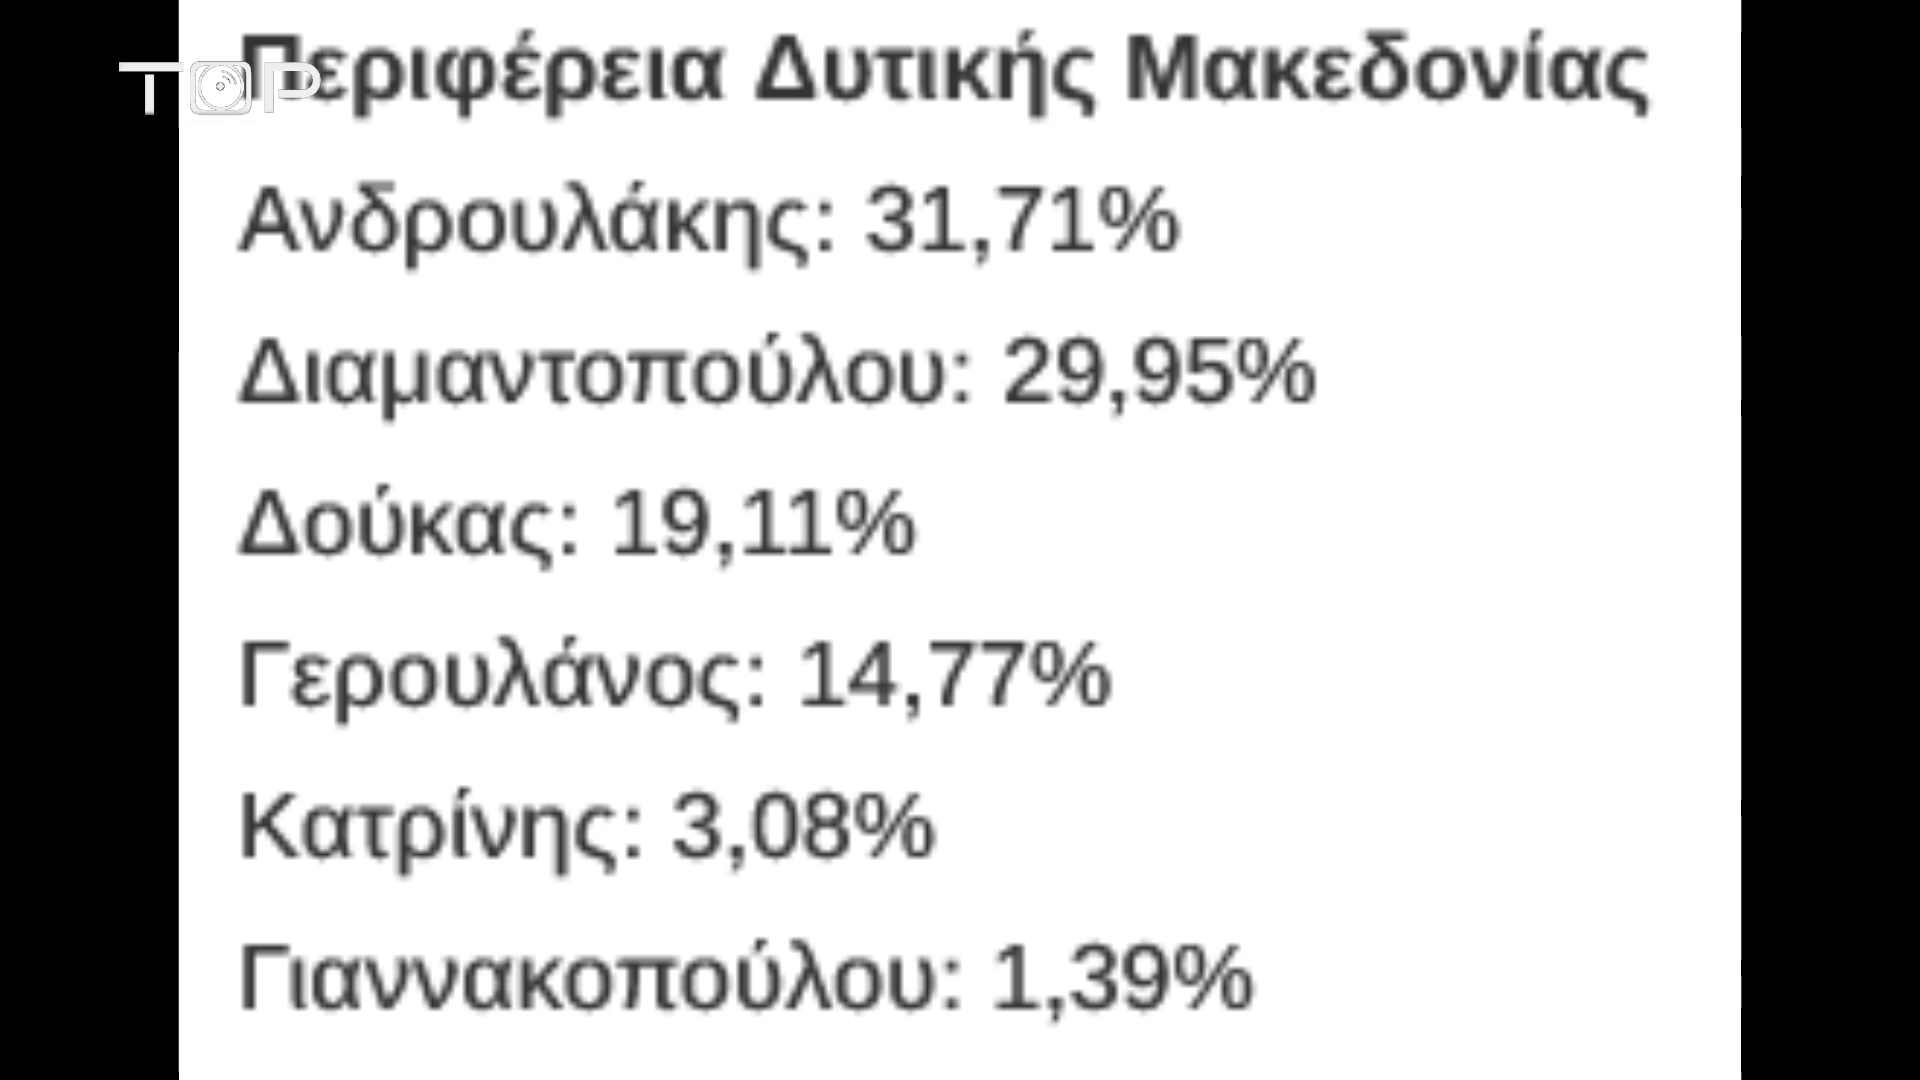 TOP
Περιφέρεια Δυτικής Μακεδονίας
Ανδρουλάκης: 31,71%
Διαμαντοπούλου: 29,95%
Δούκας: 19,11%
Γερουλάνος: 14,77%
Κατρίνης: 3,08%
Γιαννακοπούλου: 1,39%